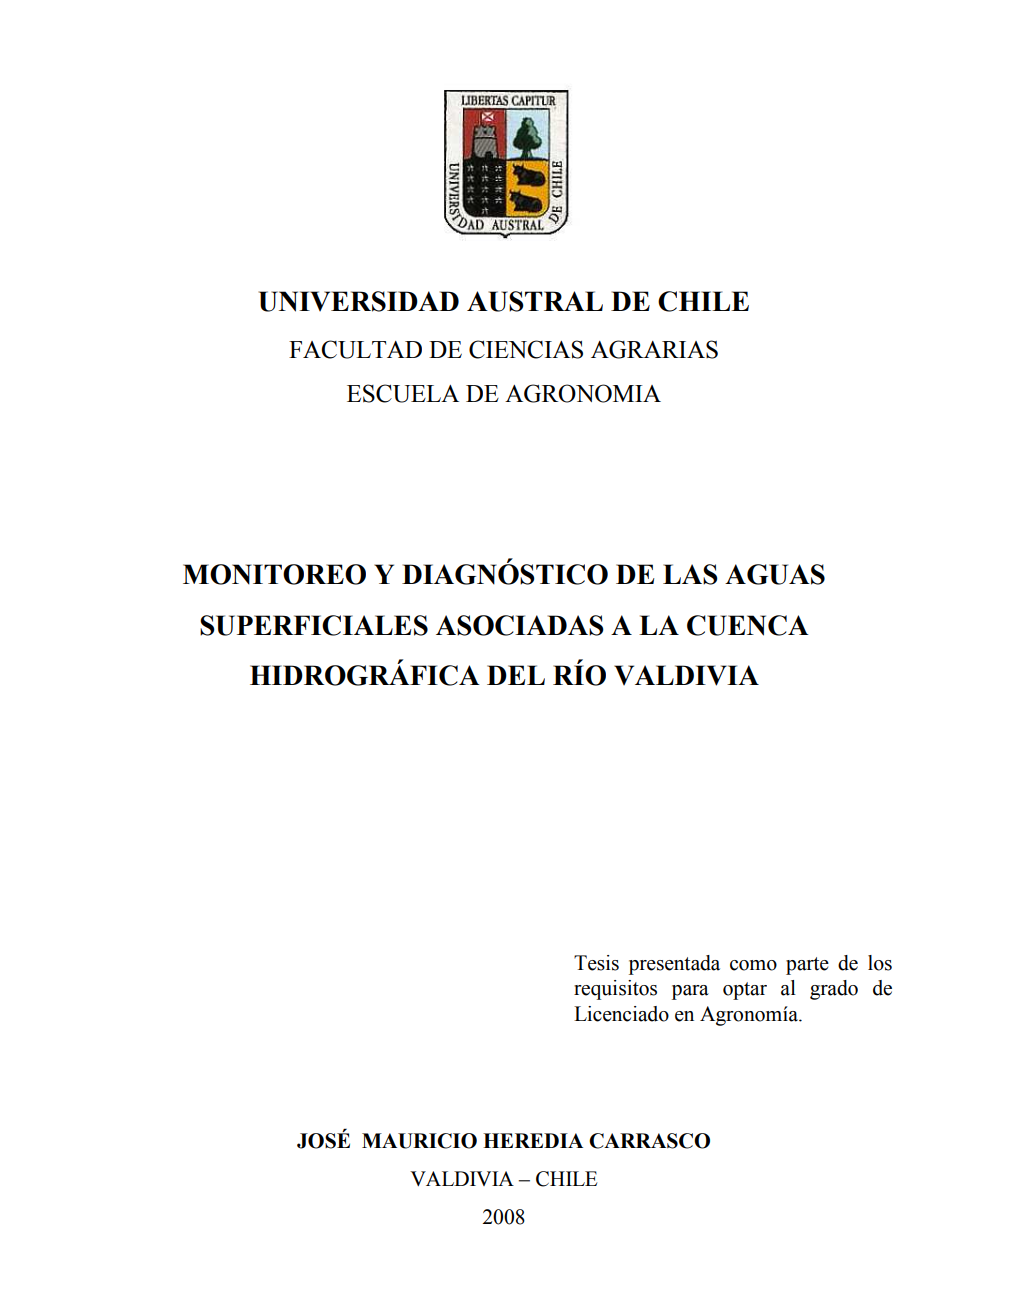 LIBERTAS CAPITUR
UNIVERSIDAD AUSTRAL DE CHILE
UNIVERSIDAD AUSTRAL DE CHILE
FACULTAD DE CIENCIAS AGRARIAS
ESCUELA DE AGRONOMIA
MONITOREO Y DIAGNÓSTICO DE LAS AGUAS
SUPERFICIALES ASOCIADAS A LA CUENCA
HIDROGRÁFICA DEL RÍO VALDIVIA
Tesis presentada como parte de los
requisitos para optar al grado de
Licenciado en Agronomía.
JOSÉ  MAURICIO HEREDIA CARRASCO
VALDIVIA – CHILE
2008